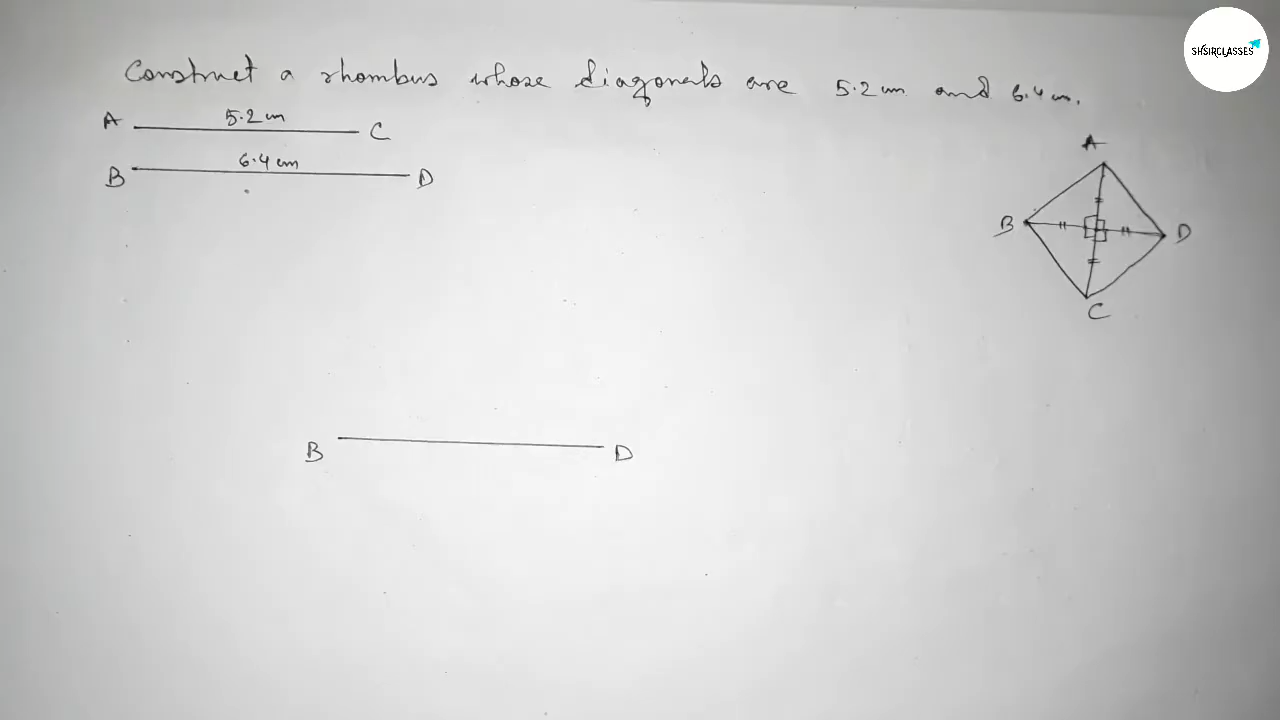 SHSIRCLASSES
Construct a rhombus whose diagonals are 5.2 cm and 6.4 cm.
A 5.2 cm C
B 6.4 cm D
A
B D
C
B D